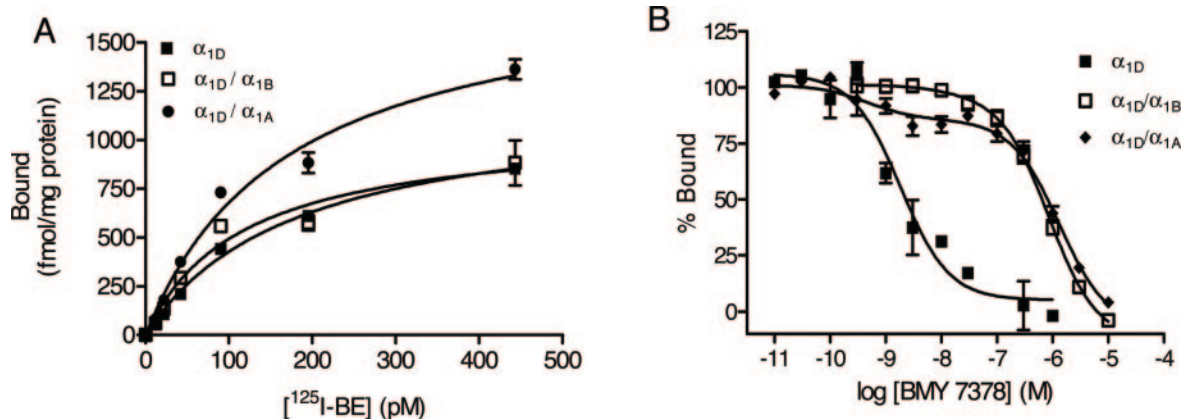 A
α1D
α1D / α1B
α1D / α1A
1500
1250
1000
750
500
250
0
Bound
(fmol/mg protein)
0 100 200 300 400 500
[¹²⁵I-BE] (pM)
B
α1D
α1D/α1B
α1D/α1A
125
100
75
50
25
0
% Bound
-11 -10 -9 -8 -7 -6 -5 -4
log [BMY 7378] (M)